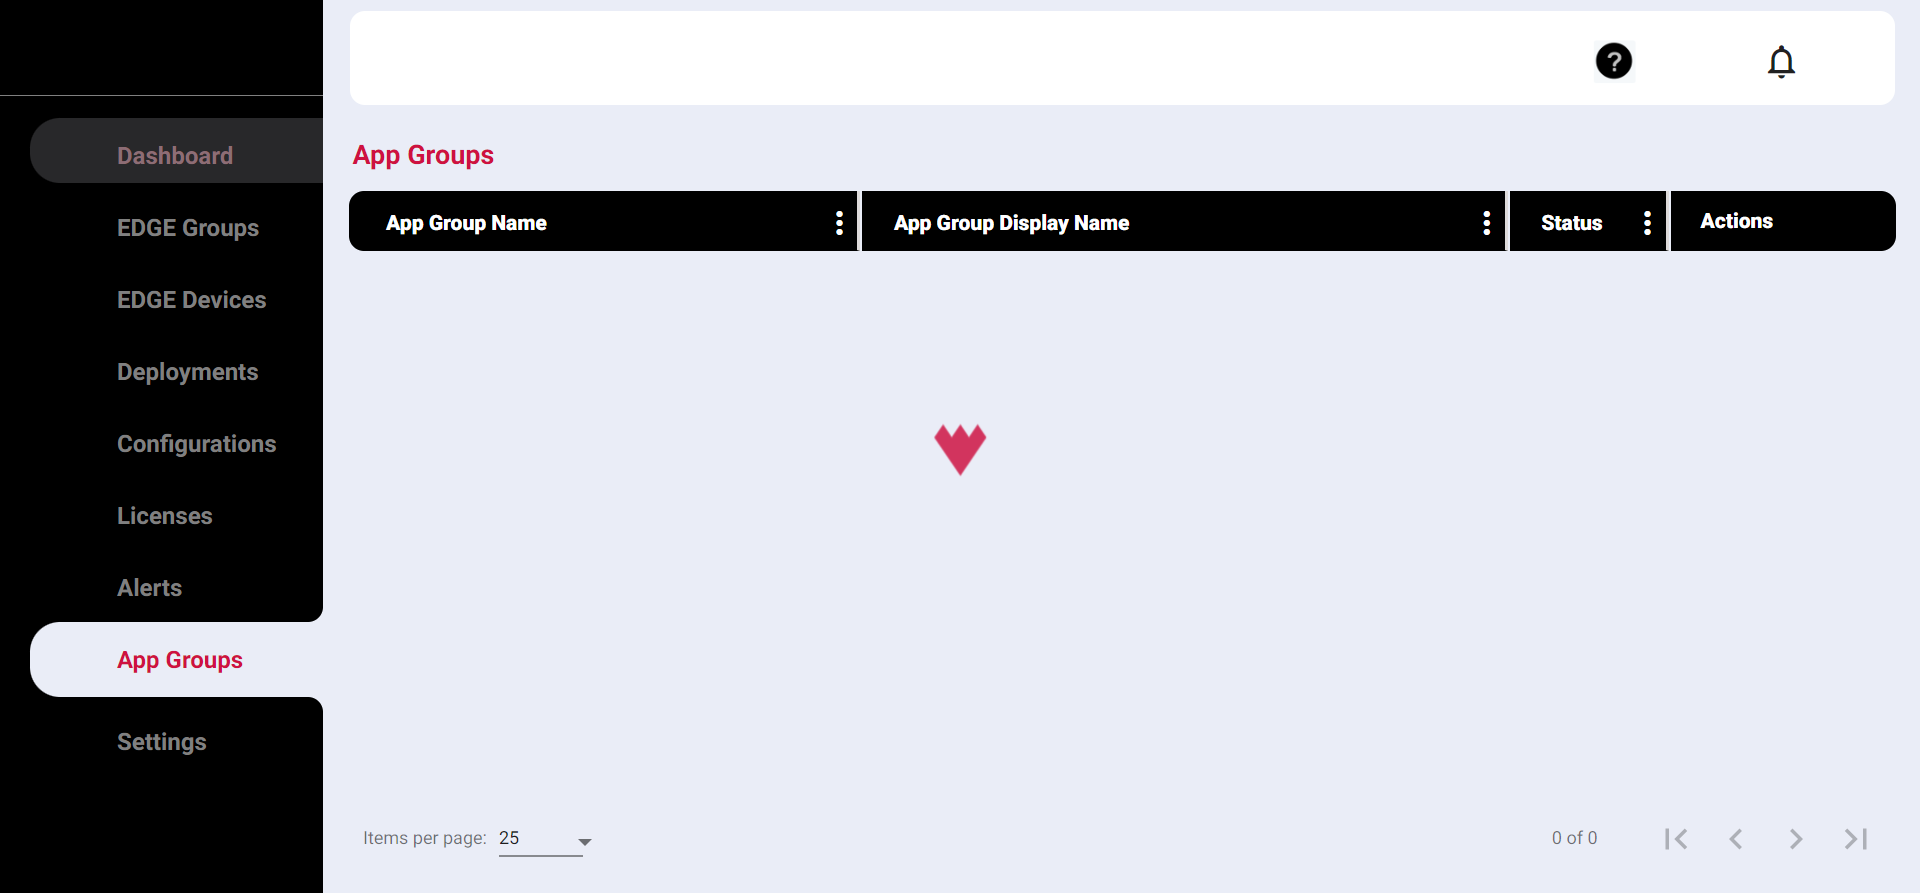 Dashboard
EDGE Groups
EDGE Devices
Deployments
Configurations
Licenses
Alerts
App Groups
Settings
?
App Groups
App Group Name
App Group Display Name
Status
Actions
Items per page: 25
0 of 0